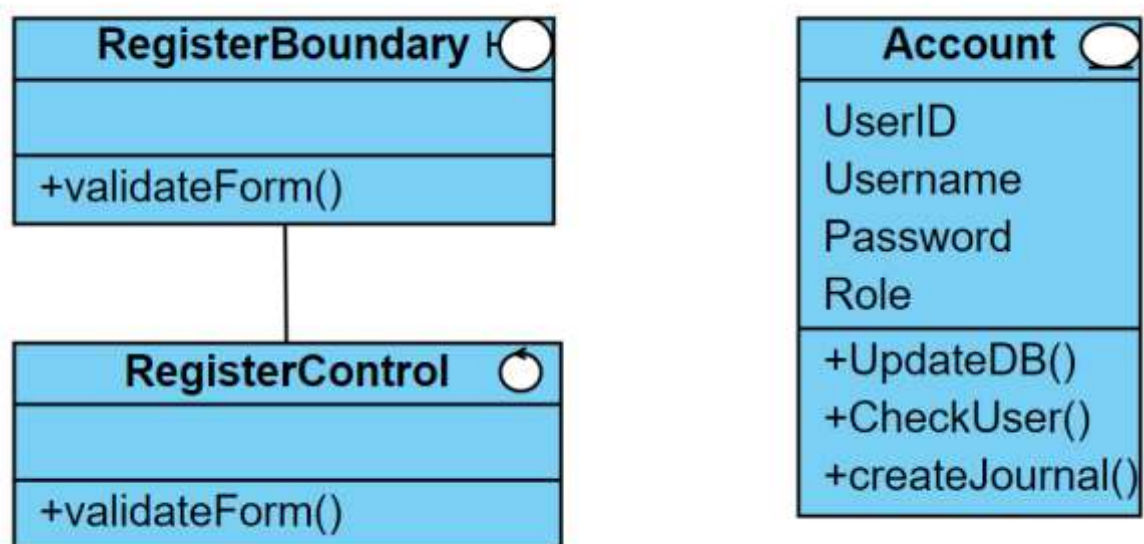 RegisterBoundary
+validateForm()
RegisterControl
+validateForm()
Account
UserID
Username
Password
Role
+UpdateDB()
+CheckUser()
+createJournal()